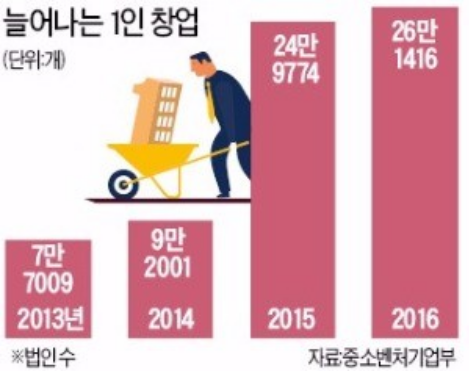 늘어나는 1인 창업
(단위:개)
7만
7009
2013년
9만
2001
2014
24만
9774
2015
26만
1416
2016
※법인 수
자료:중소벤처기업부